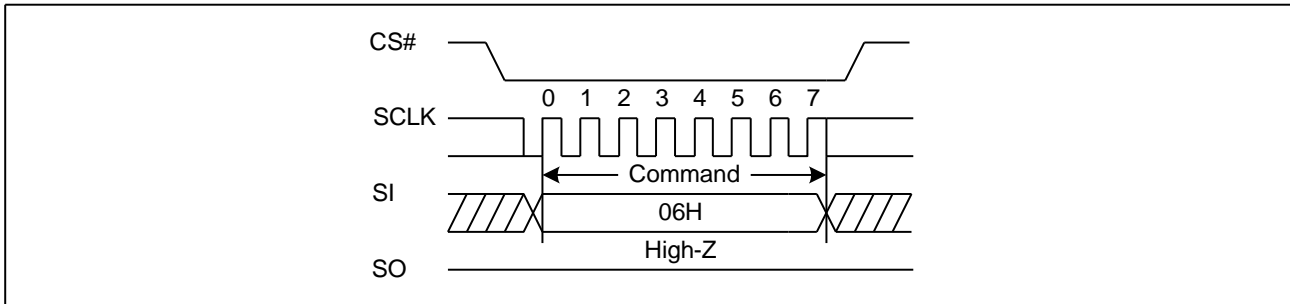 CS#
0 1 2 3 4 5 6 7
SCLK
Command
SI
06H
High-Z
SO